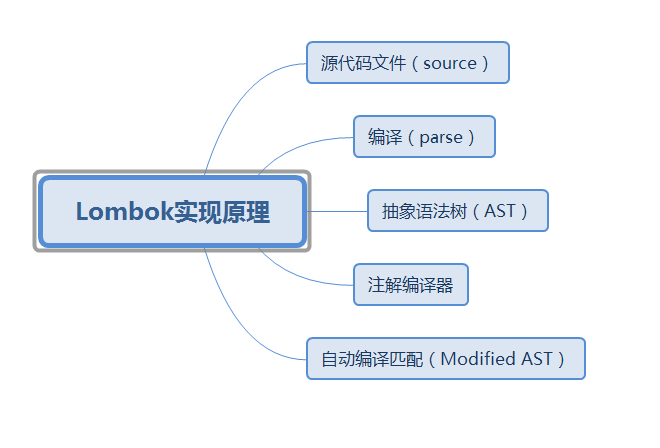 源代码文件（source）
编译（parse）
Lombok实现原理
抽象语法树（AST）
注解编译器
自动编译匹配（Modified AST）